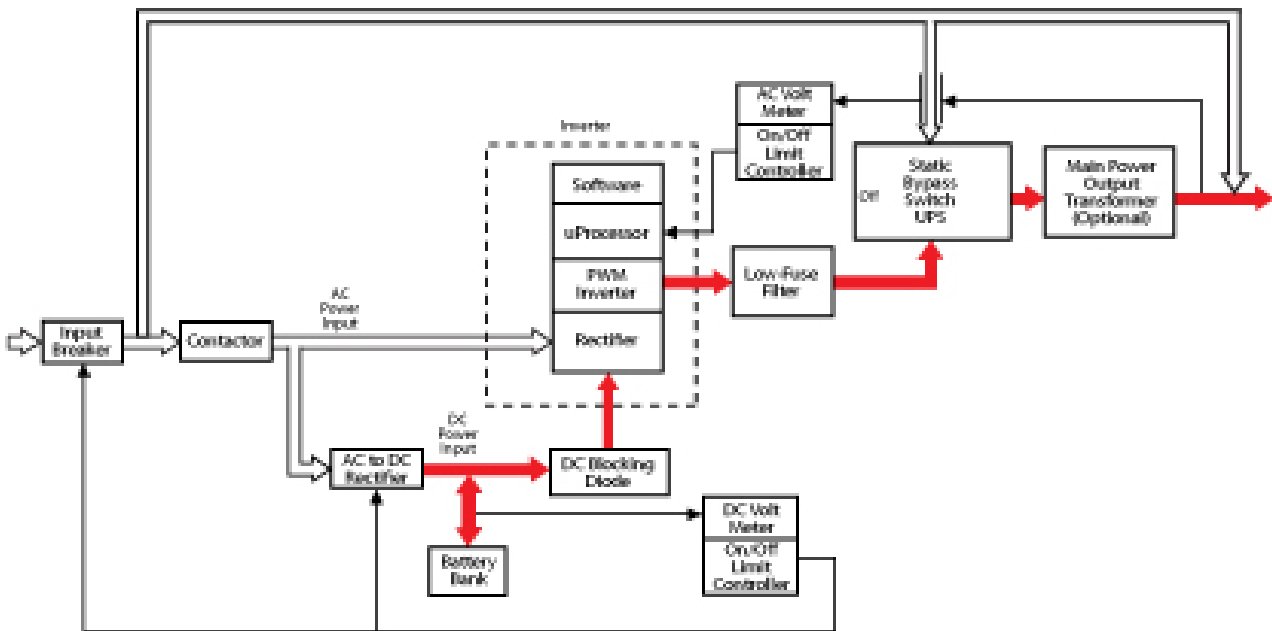 AC Volt
Meter
On/Off
Limit
Controller
Inverter
Software
uProcessor
PWM
Inverter
Rectifier
Off
Static
Bypass
Switch
UPS
Main Power
Output
Transformer
(Optional)
Low-Fuse
Filter
AC
Power
Input
Input
Breaker
Contactor
DC
Power
Input
AC to DC
Rectifier
DC Blocking
Diode
Battery
Bank
DC Volt
Meter
On/Off
Limit
Controller